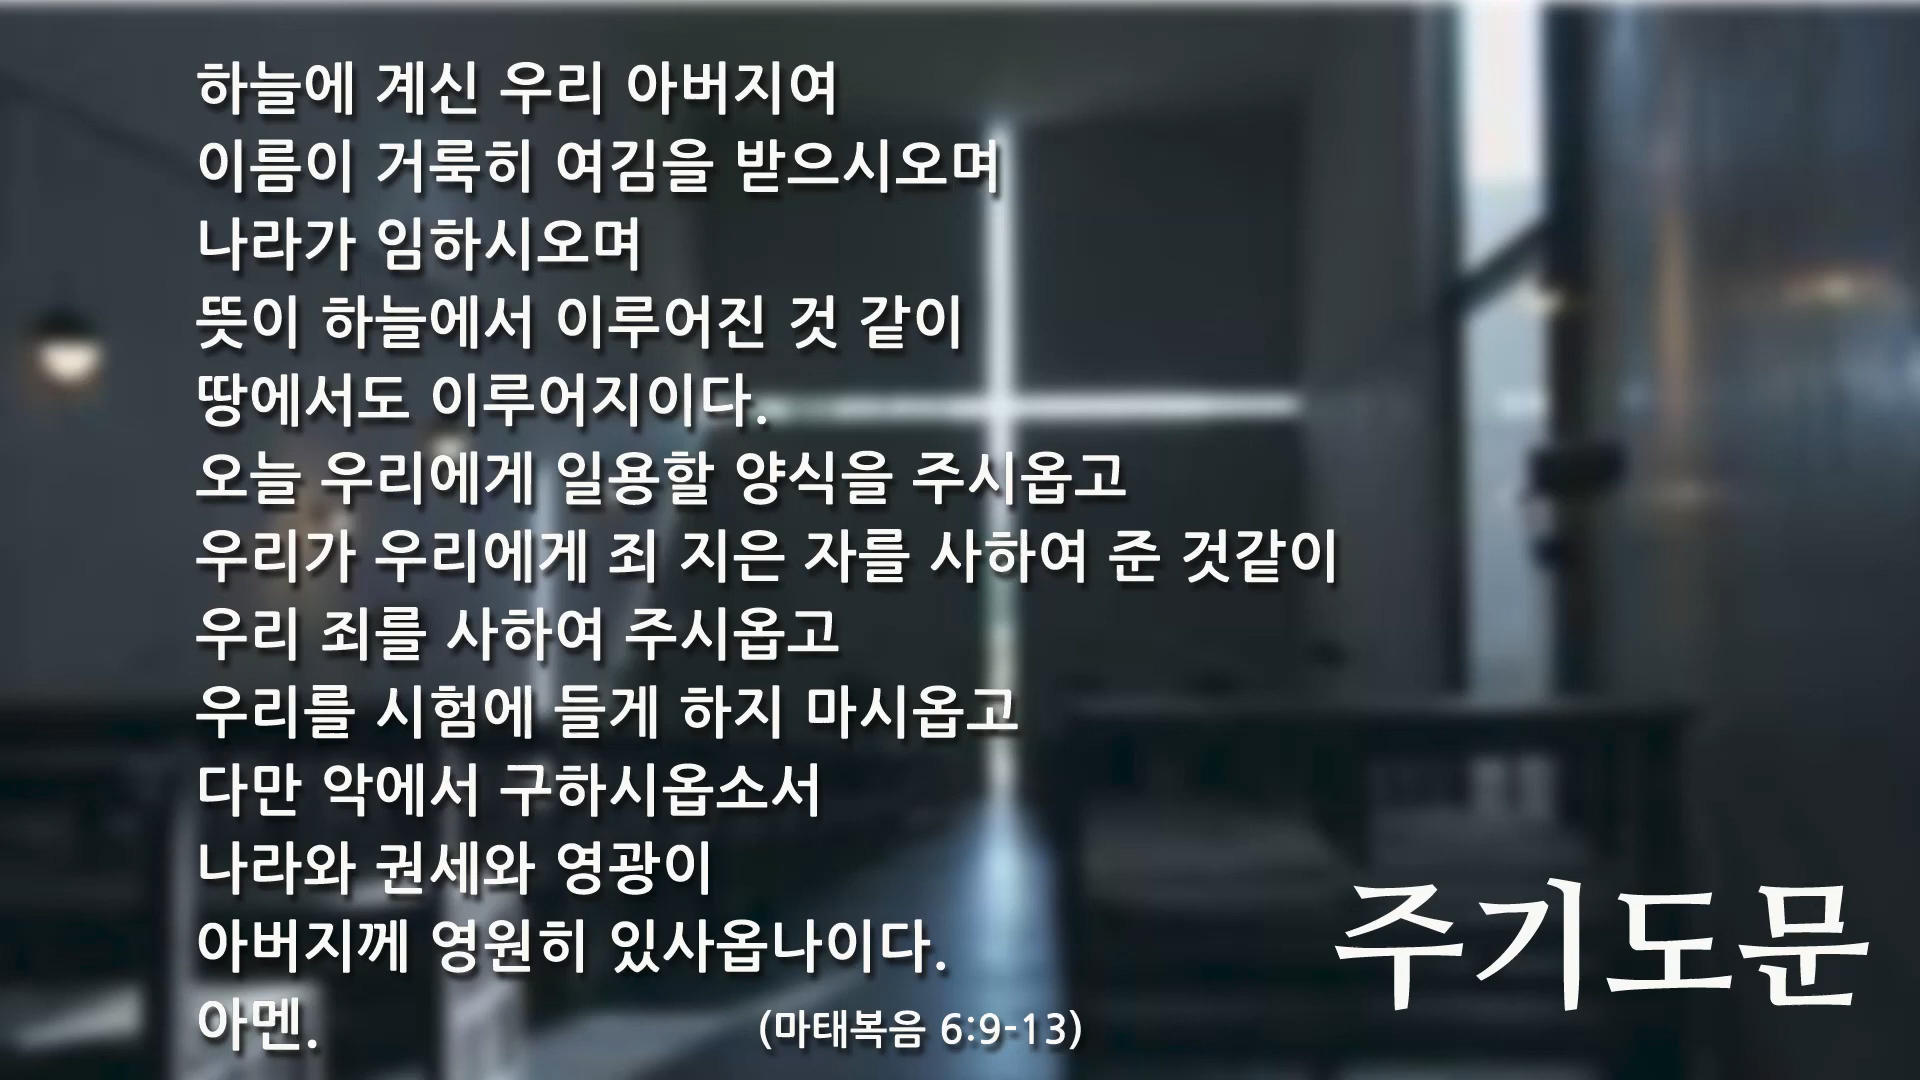 하늘에 계신 우리 아버지여
이름이 거룩히 여김을 받으시오며
나라가 임하시오며
뜻이 하늘에서 이루어진 것 같이
땅에서도 이루어지이다.
오늘 우리에게 일용할 양식을 주시옵고
우리가 우리에게 죄 지은 자를 사하여 준 것같이
우리 죄를 사하여 주시옵고
우리를 시험에 들게 하지 마시옵고
다만 악에서 구하시옵소서
나라와 권세와 영광이
아버지께 영원히 있사옵나이다.
아멘.
(마태복음 6:9-13)
주기도문